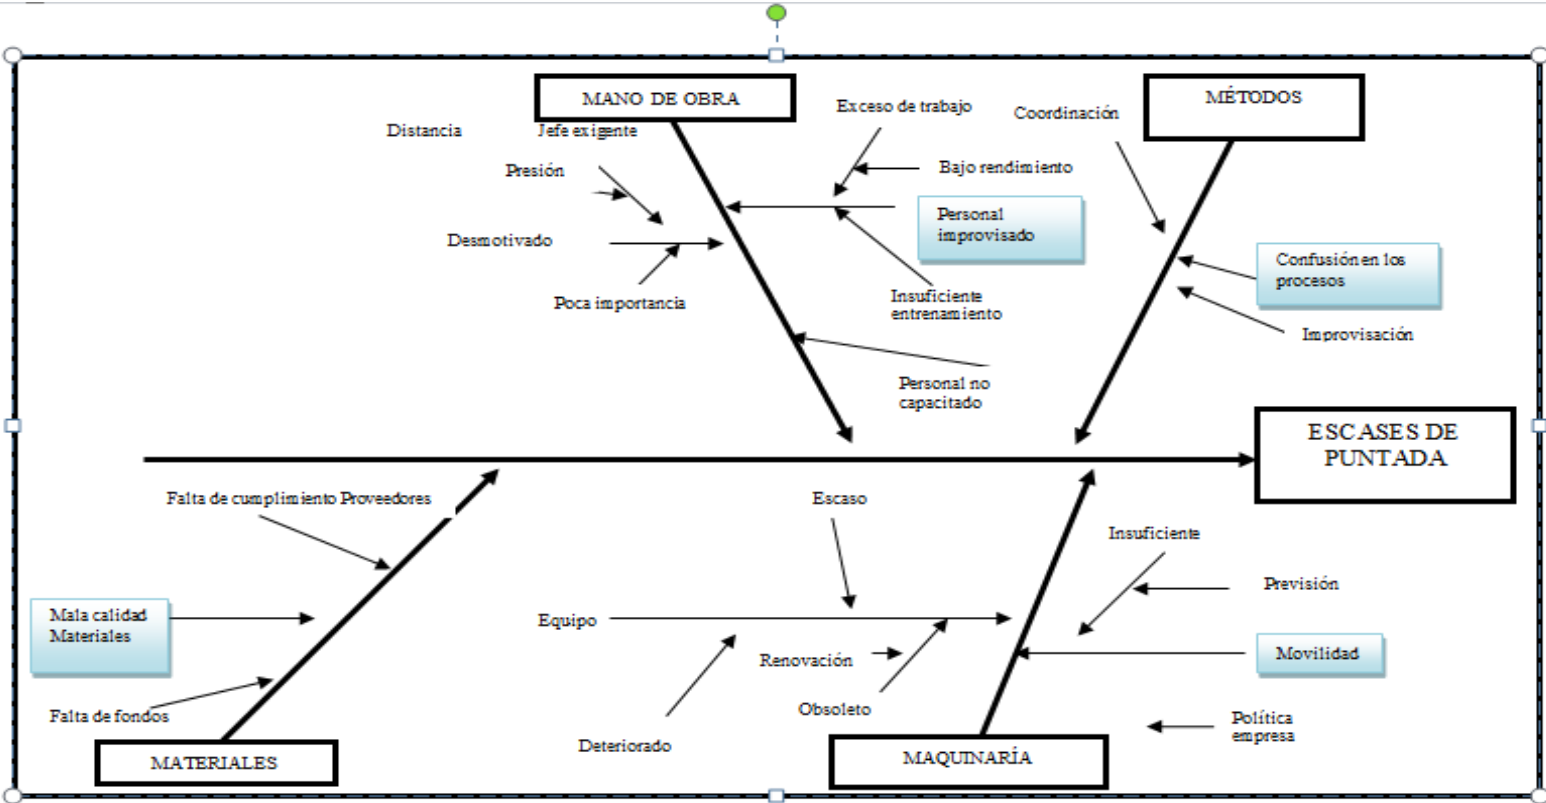 MANO DE OBRA
MÉTODOS
Exceso de trabajo
Coordinación
Distancia
Jefe exigente
Presión
Bajo rendimiento
Personal
improvisado
Desmotivado
Confusión en los
procesos
Poca importancia
Insuficiente
entrenamiento
Improvisación
Personal no
capacitado
ESCASES DE
PUNTADA
Falta de cumplimiento Proveedores
Escaso
Insuficiente
Previsión
Mala calidad
Materiales
Equipo
Renovación
Movilidad
Falta de fondos
Obsoleto
Política
empresa
Deteriorado
MATERIALES
MAQUINARÍA